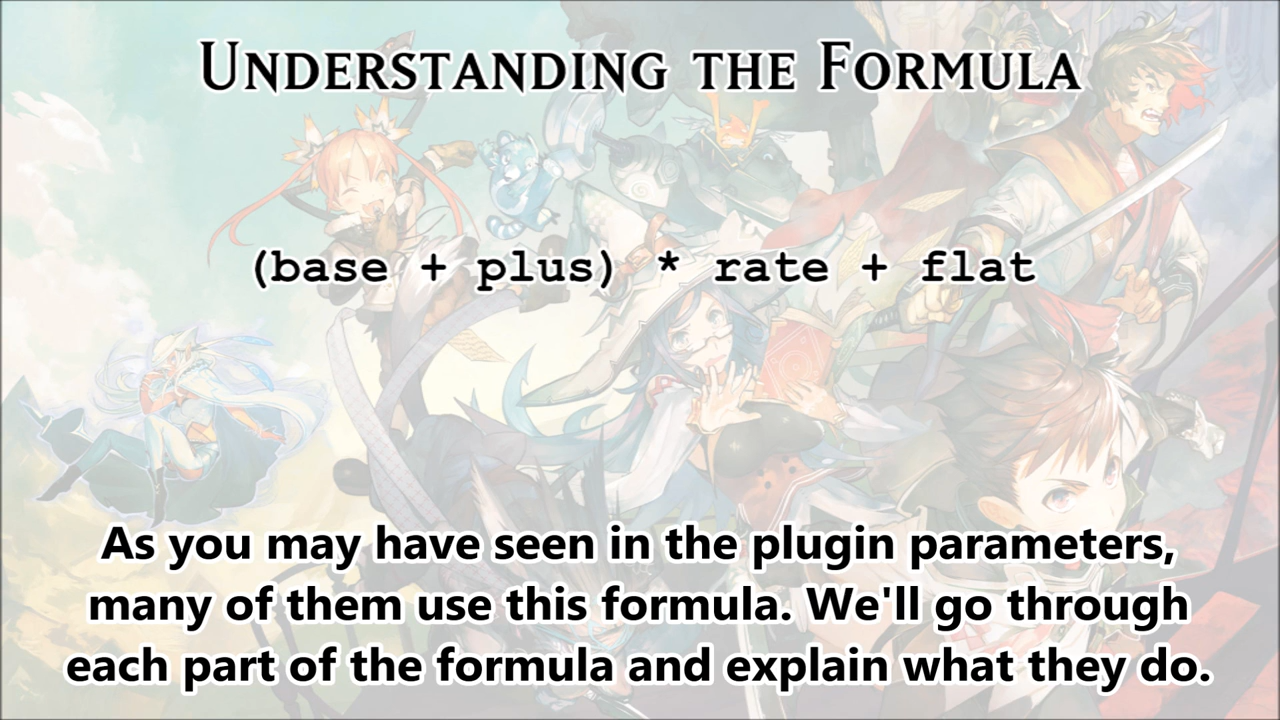 Understanding the Formula
(base + plus) * rate + flat
As you may have seen in the plugin parameters,
many of them use this formula. We'll go through
each part of the formula and explain what they do.